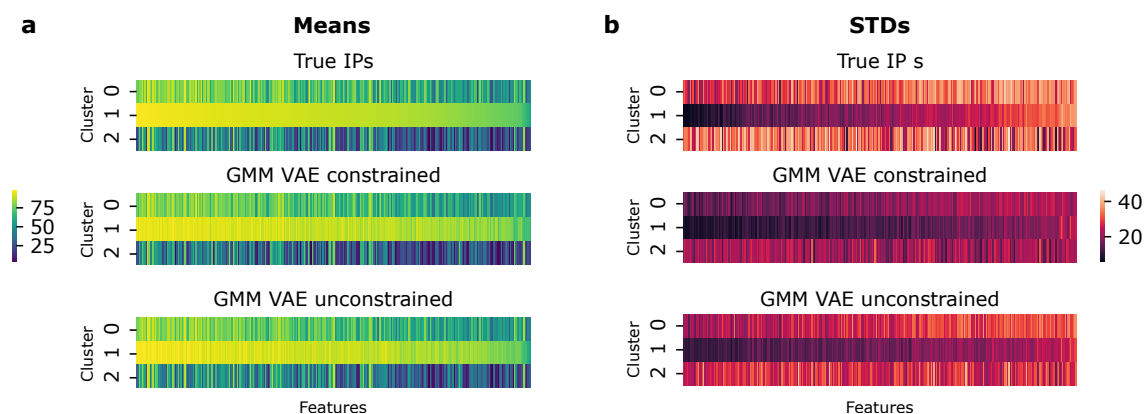 a
Means
True IPs
Cluster
0
1
2
GMM VAE constrained
75
50
25
Cluster
0
1
2
GMM VAE unconstrained
Cluster
0
1
2
Features
b
STDs
True IP s
Cluster
0
1
2
GMM VAE constrained
Cluster
0
1
2
40
20
GMM VAE unconstrained
Cluster
0
1
2
Features